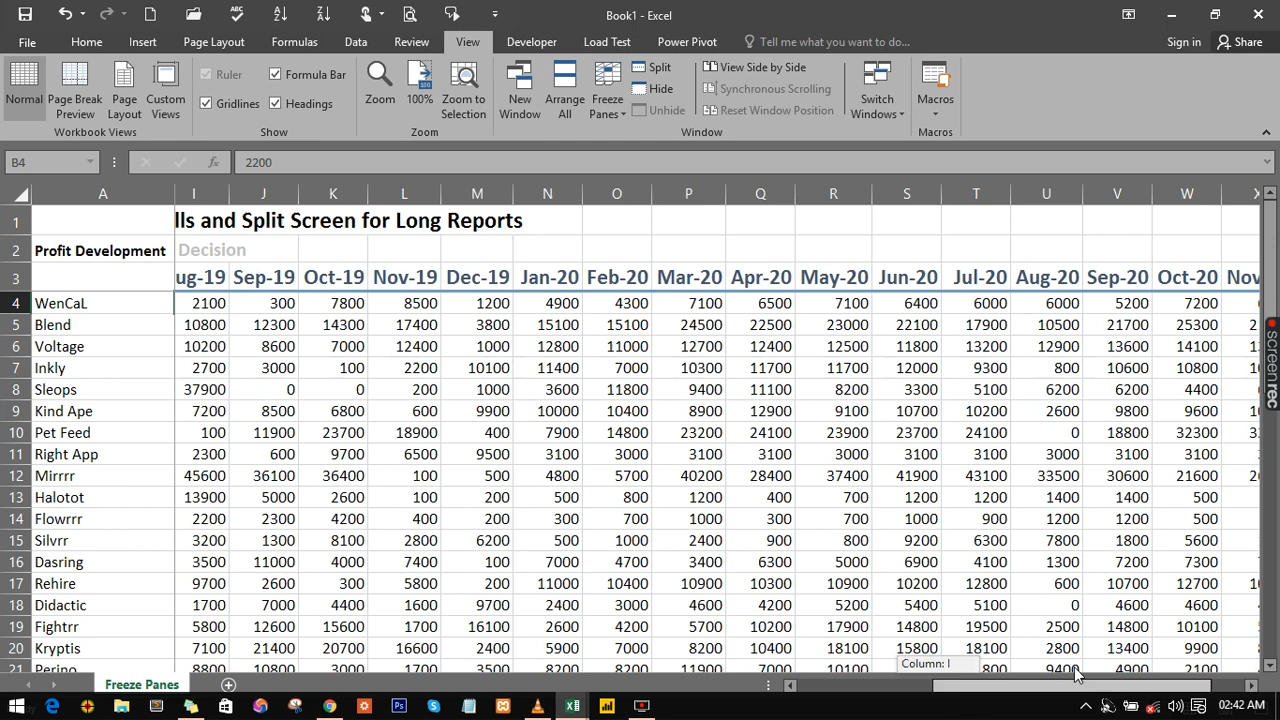 Book1 - Excel
File Home Insert Page Layout Formulas Data Review View Developer Load Test Power Pivot Tell me what you want to do... Sign in Share
Normal Page Break Preview Page Layout Custom Views
Workbook Views
Ruler Formula Bar
Gridlines Headings
Show
Zoom 100% Zoom to Selection
Zoom
New Window Arrange All Freeze Panes
Split
Hide
Unhide
View Side by Side
Synchronous Scrolling
Reset Window Position
Window
Switch Windows
Macros
Macros
B4 fx 2200
A I J K L M N O P Q R S T U V W X
1 lls and Split Screen for Long Reports
2 Profit Development Decision
3 ug-19 Sep-19 Oct-19 Nov-19 Dec-19 Jan-20 Feb-20 Mar-20 Apr-20 May-20 Jun-20 Jul-20 Aug-20 Sep-20 Oct-20 Nov
4 WenCaL 2100 300 7800 8500 1200 4900 4300 7100 6500 7100 6400 6000 6000 5200 7200
5 Blend 10800 12300 14300 17400 3800 15100 15100 24500 22500 23000 22100 17900 10500 21700 25300 2
6 Voltage 10200 8600 7000 12400 1000 12800 11000 12700 12400 12500 11800 13200 12900 13600 14100 1
7 Inkly 2700 3000 100 2200 10100 11400 7000 10300 11700 11700 12000 9300 800 10600 10800 1
8 Sleops 37900 0 0 200 1000 3600 11800 9400 11100 8200 3300 5100 6200 6200 4400
9 Kind Ape 7200 8500 6800 600 9900 10000 10400 8900 12900 9100 10700 10200 2600 9800 9600 10
10 Pet Feed 100 11900 23700 18900 400 7900 14800 23200 24100 23900 23700 24100 0 18800 32300 3
11 Right App 2300 600 9700 6500 9500 3100 3000 3100 3100 3000 3100 3100 3000 3100 3100
12 Mirrrr 45600 36100 36400 100 500 4800 5700 40200 28400 37400 41900 43100 33500 30600 21600 2
13 Halotot 13900 5000 2600 100 200 500 800 1200 400 700 1200 1200 1400 1400 500
14 Flowrrr 2200 2300 4200 400 200 300 700 1000 300 700 1000 900 1200 1200 500
15 Silvrr 3200 1300 8100 2800 6200 500 1000 2400 900 800 9200 6300 7800 1800 5600
16 Dasring 3500 11000 4000 7400 100 7000 4700 3400 6300 5000 6900 4100 1300 7200 7300
17 Rehire 9700 2600 300 5800 200 11000 10400 10900 10300 10900 10200 12800 600 10700 12700 10
18 Didactic 1700 7000 4400 1600 9700 2400 3000 4600 4200 5200 5400 5100 0 4600 4600
19 Fightrr 5800 12600 15600 1700 16100 2600 4200 5700 10200 17900 14800 19500 2500 14800 10100
20 Kryptis 7100 21400 20700 16600 2400 5900 7000 8200 10400 18100 15800 18100 2800 13400 9900
21 Perino 8800 10800 3000 1700 3500 8200 8200 11900 7000 10100 800 9400 4900 2100
Column: I
Freeze Panes
screenrec
02:42 AM